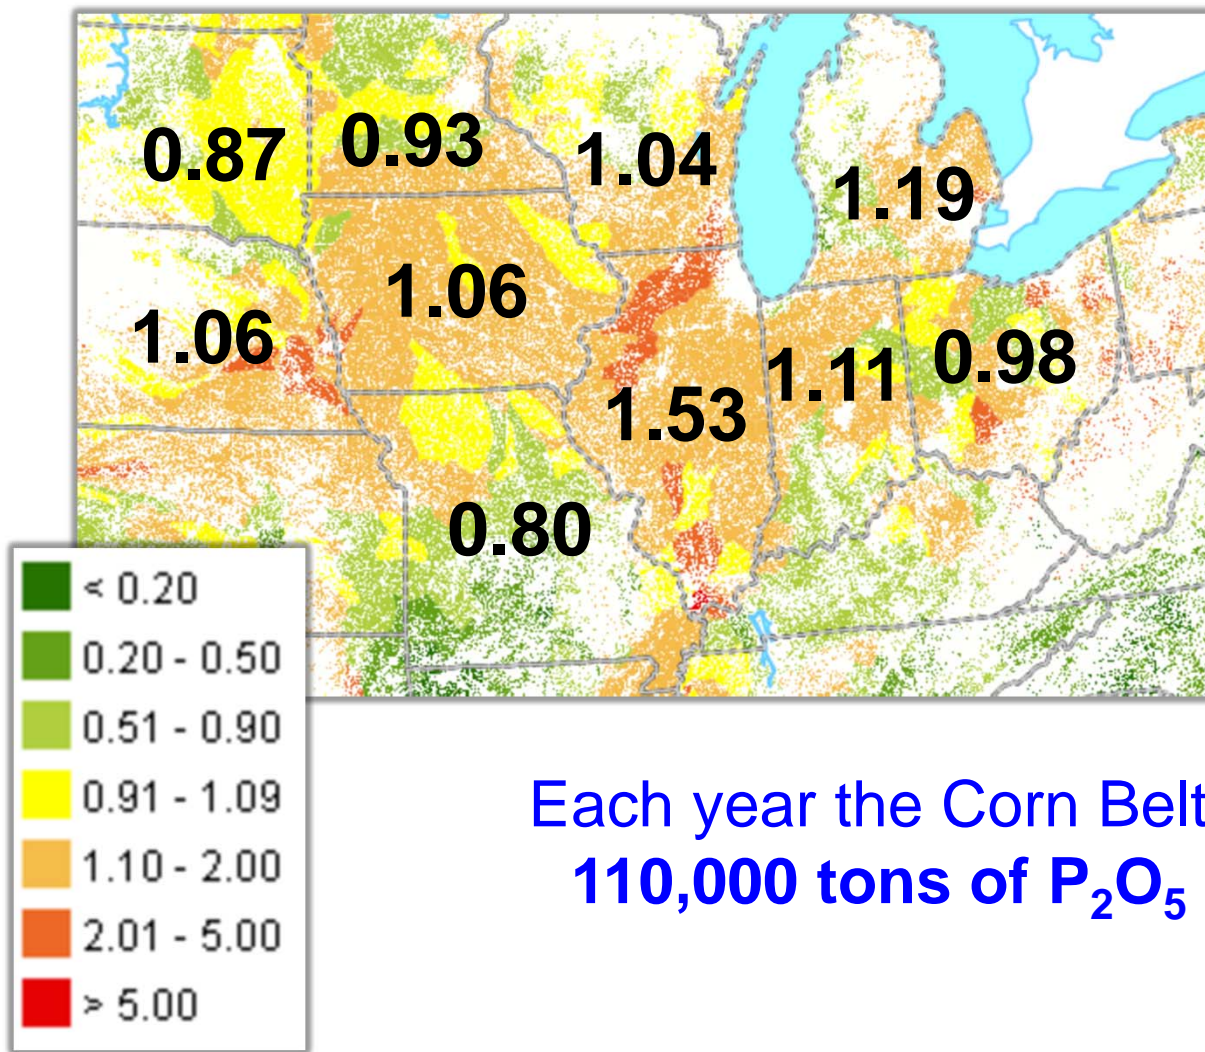 0.87
0.93
1.04
1.19
1.06
1.06
1.53
1.11
0.98
0.80
< 0.20
0.20 - 0.50
0.51 - 0.90
0.91 - 1.09
1.10 - 2.00
2.01 - 5.00
> 5.00
Each year the Corn Belt
110,000 tons of P₂O₅